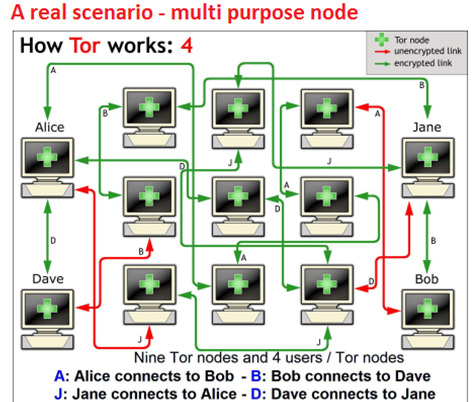 A real scenario - multi purpose node
How Tor works: 4
Tor node
unencrypted link
encrypted link
A
B
Alice
B
J
J
A
Jane
D
A
D
D
B
B
A
D
Dave
Bob
J
J
Nine Tor nodes and 4 users / Tor nodes
A: Alice connects to Bob - B: Bob connects to Dave
J: Jane connects to Alice - D: Dave connects to Jane